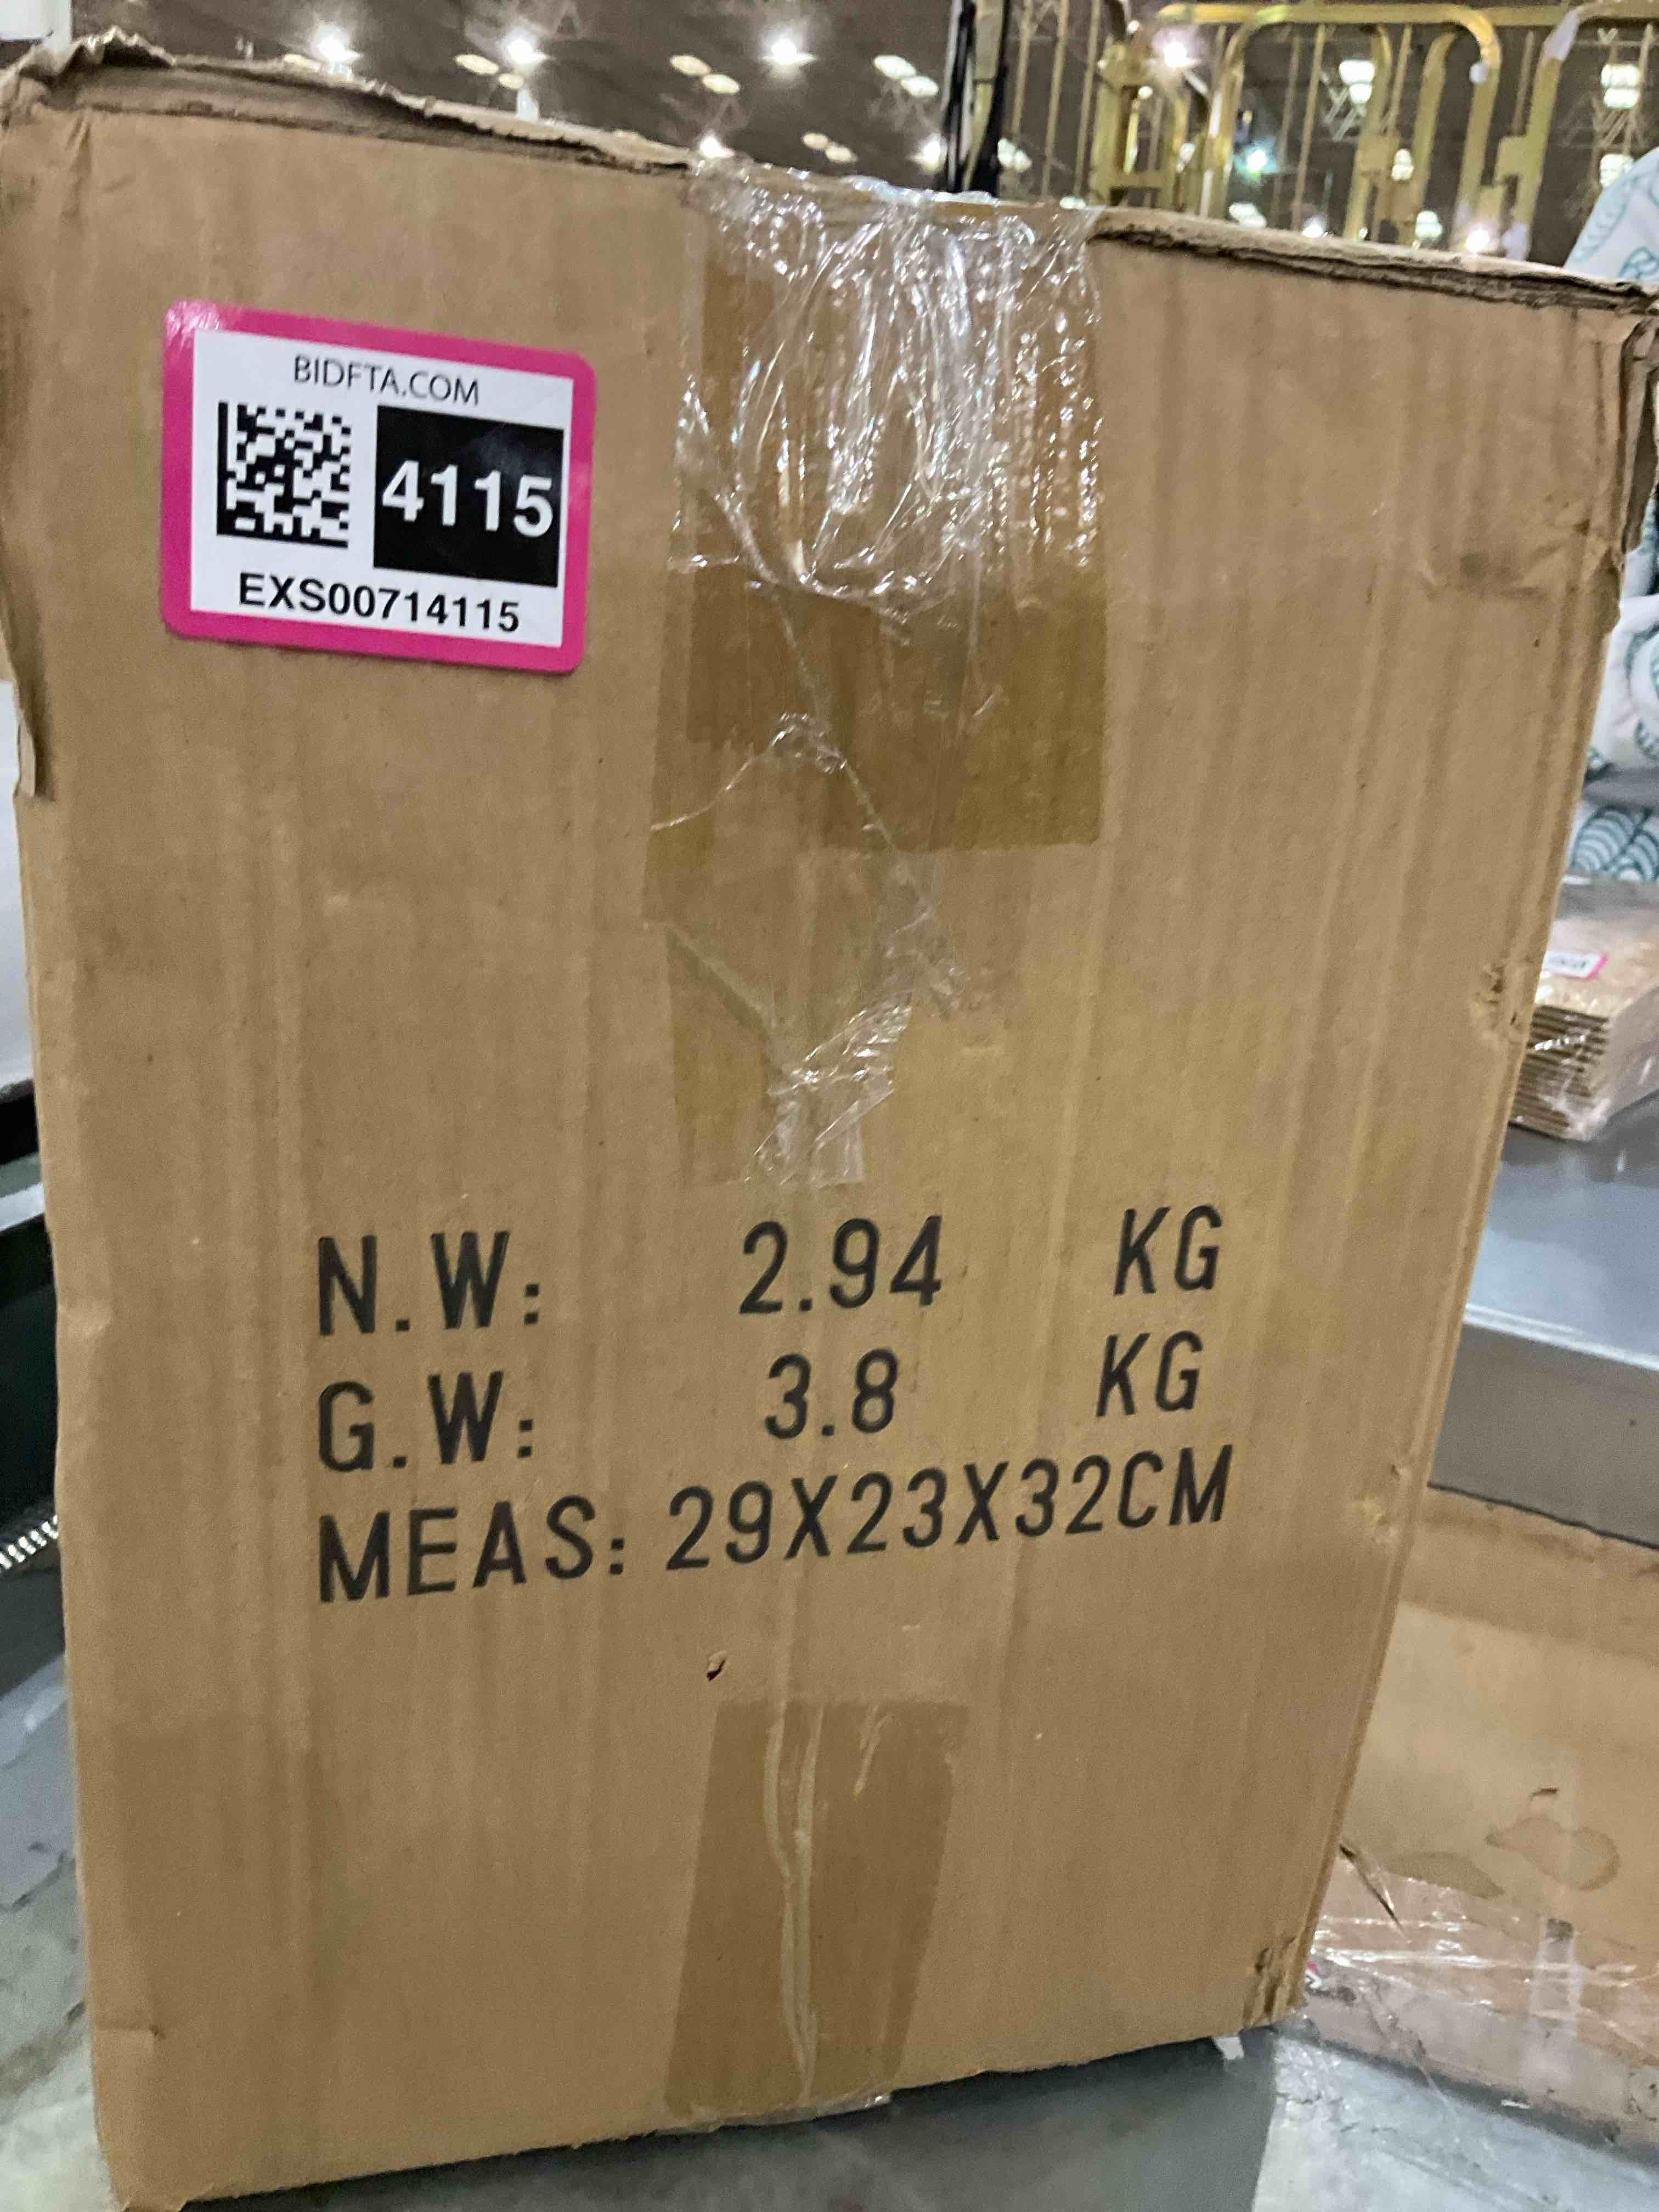 BIDFTA.COM
4115
EXS00714115
N.W: 2.94 KG
G.W: 3.8 KG
MEAS: 29X23X32CM